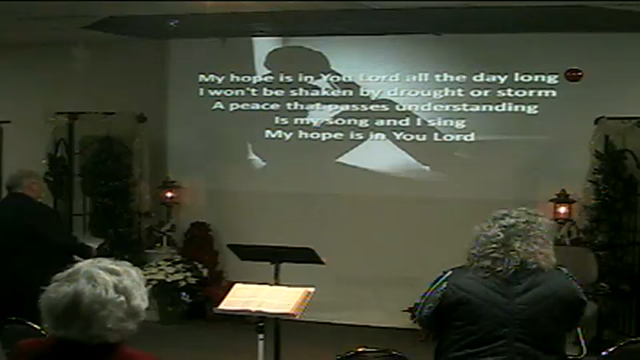 My hope is in You Lord all the day long
I won't be shaken by drought or storm
A peace that passes understanding
Is my song and I sing
My hope is in You Lord